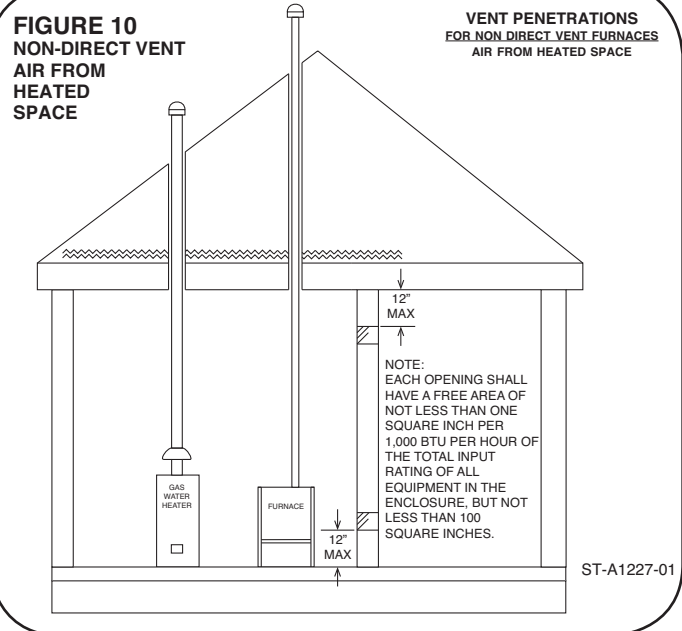 FIGURE 10
NON-DIRECT VENT
AIR FROM
HEATED
SPACE
VENT PENETRATIONS
FOR NON DIRECT VENT FURNACES
AIR FROM HEATED SPACE
12"
MAX
NOTE:
EACH OPENING SHALL
HAVE A FREE AREA OF
NOT LESS THAN ONE
SQUARE INCH PER
1,000 BTU PER HOUR OF
THE TOTAL INPUT
RATING OF ALL
EQUIPMENT IN THE
ENCLOSURE, BUT NOT
LESS THAN 100
SQUARE INCHES.
GAS
WATER
HEATER
FURNACE
12"
MAX
ST-A1227-01